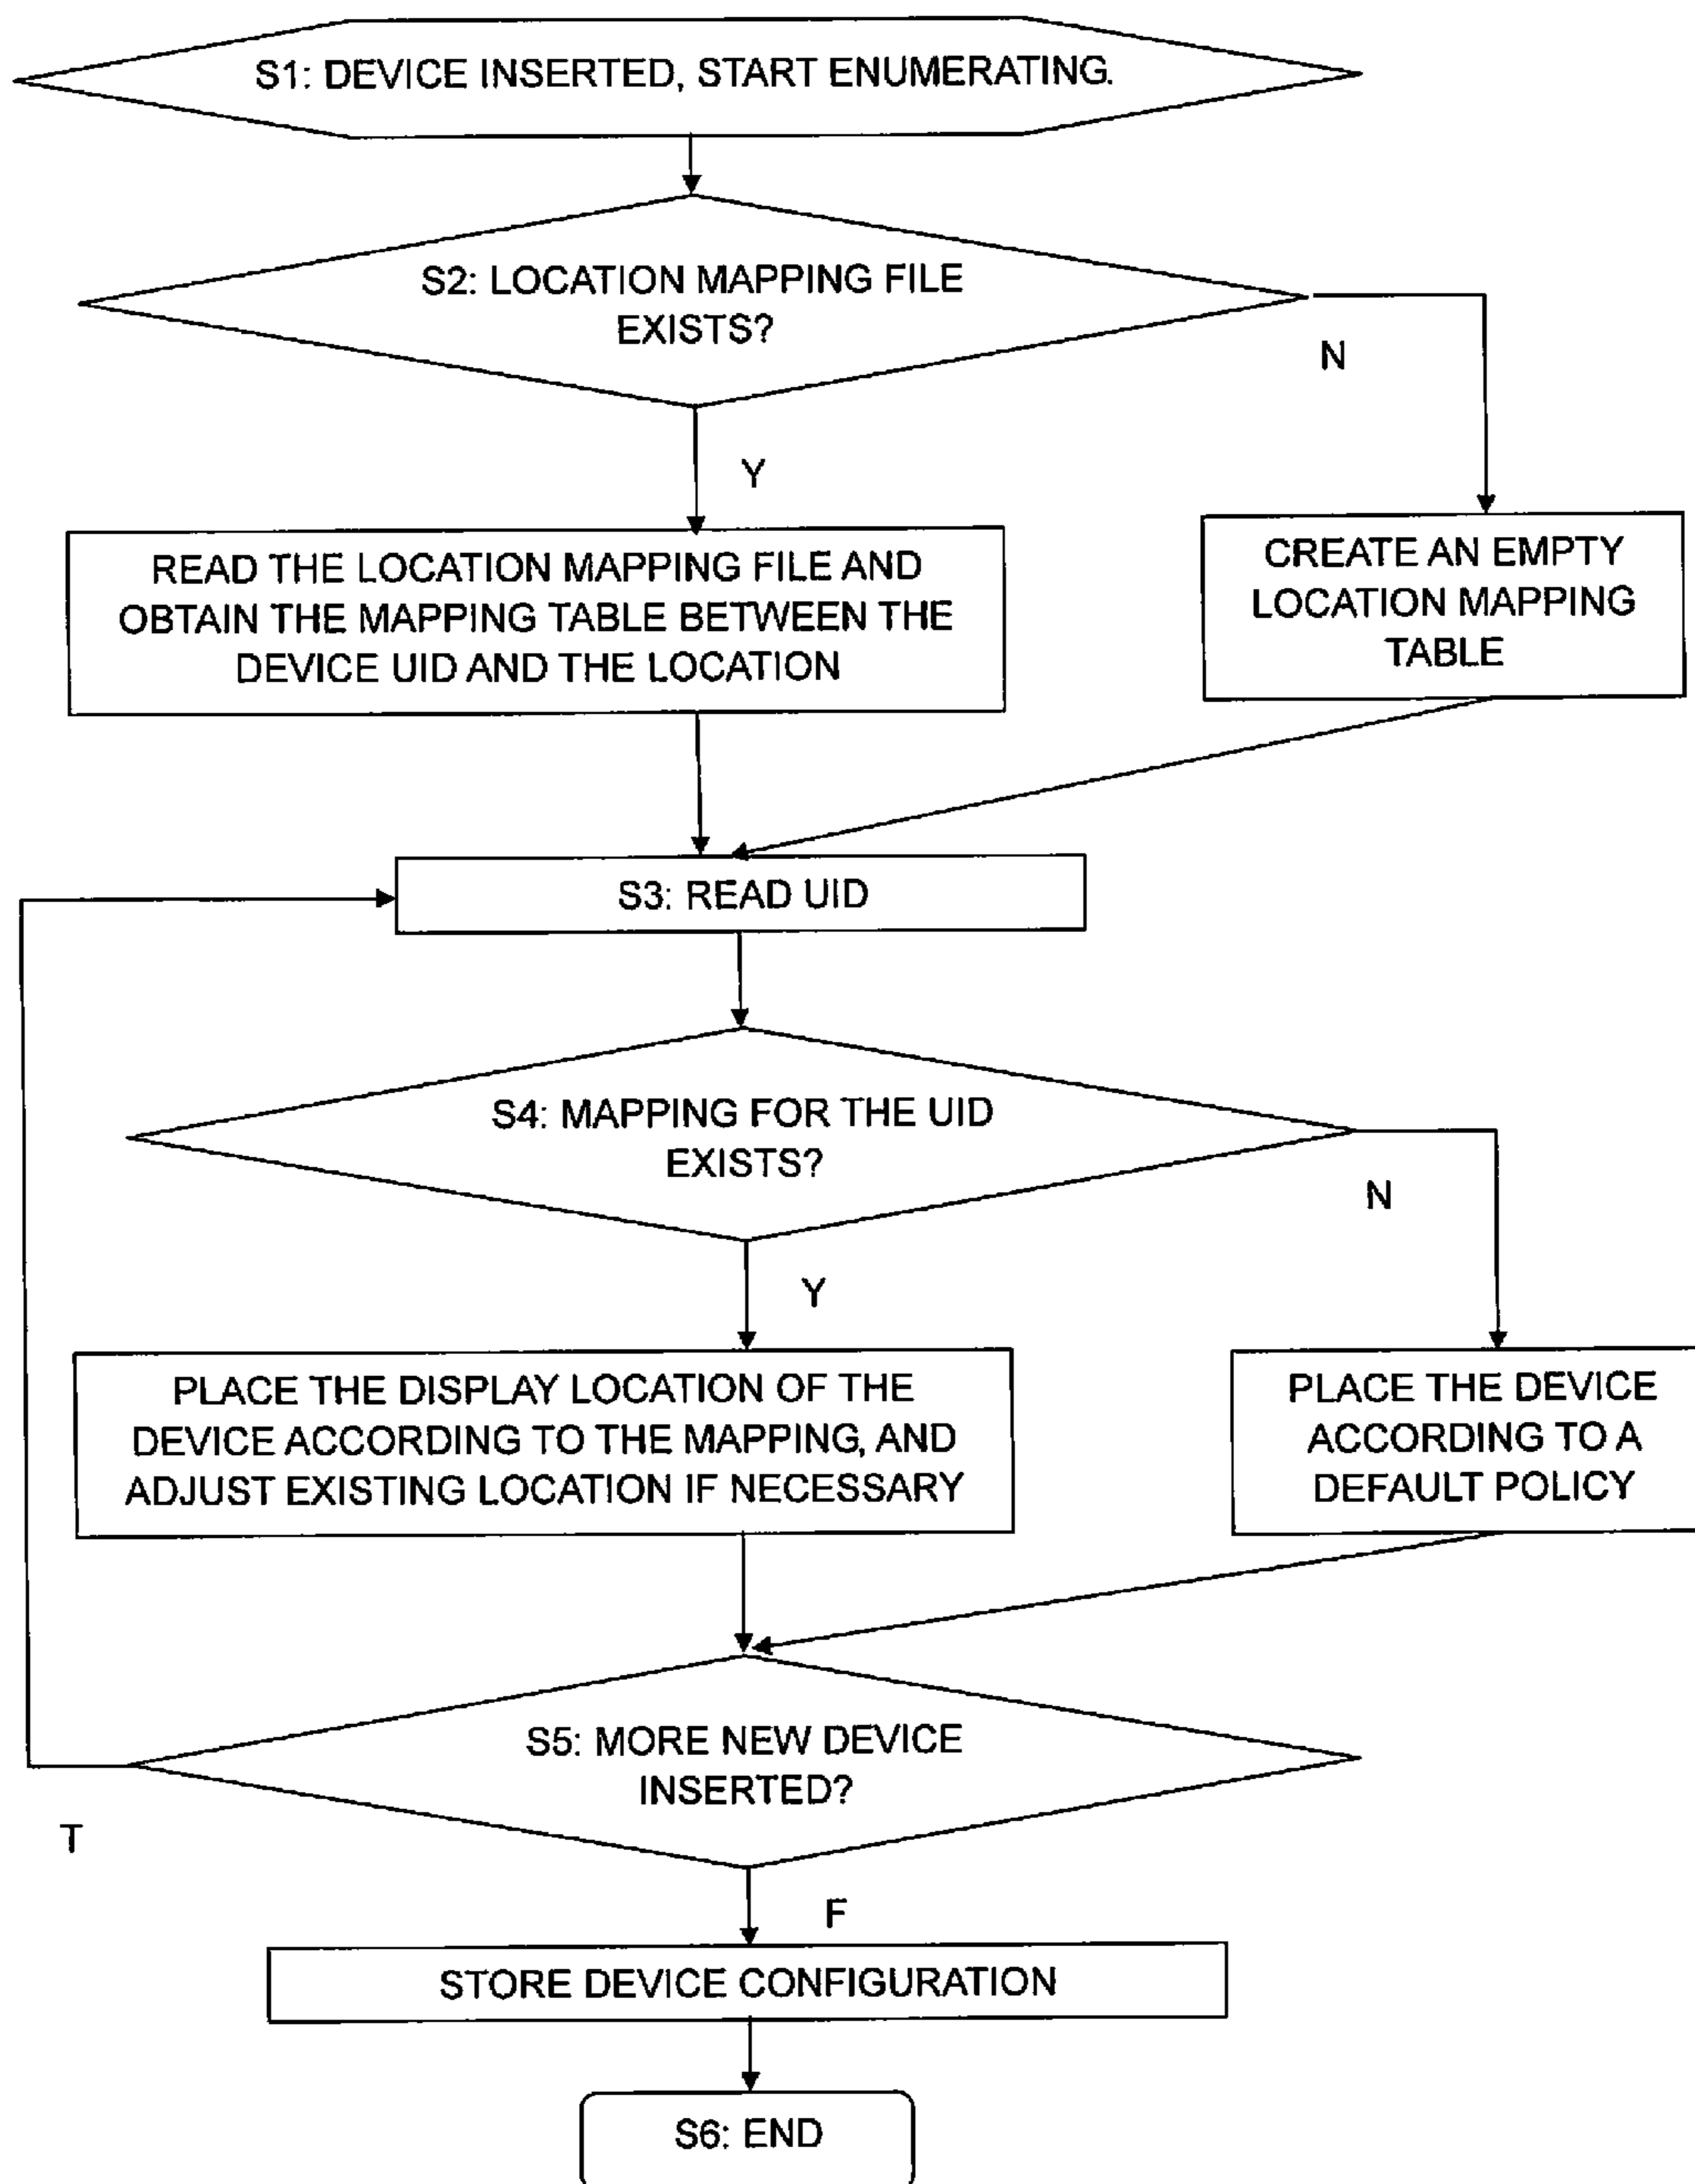 S1: DEVICE INSERTED, START ENUMERATING.
S2: LOCATION MAPPING FILE
EXISTS?
N
Y
READ THE LOCATION MAPPING FILE AND
OBTAIN THE MAPPING TABLE BETWEEN THE
DEVICE UID AND THE LOCATION
CREATE AN EMPTY
LOCATION MAPPING
TABLE
S3: READ UID
S4: MAPPING FOR THE UID
EXISTS?
N
Y
PLACE THE DISPLAY LOCATION OF THE
DEVICE ACCORDING TO THE MAPPING, AND
ADJUST EXISTING LOCATION IF NECESSARY
PLACE THE DEVICE
ACCORDING TO A
DEFAULT POLICY
S5: MORE NEW DEVICE
INSERTED?
T
F
STORE DEVICE CONFIGURATION
S6: END